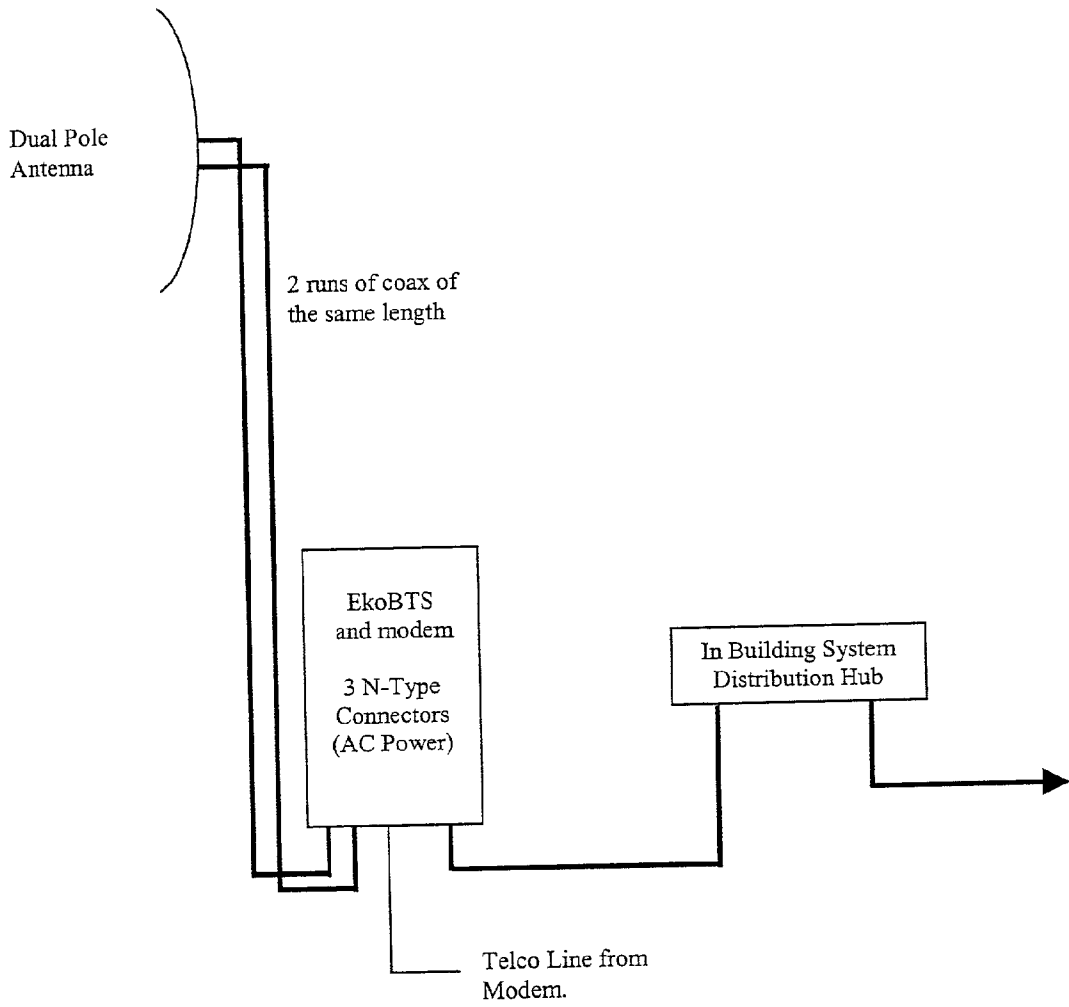 Dual Pole
Antenna
2 runs of coax of
the same length
EkoBTS
and modem
3 N-Type
Connectors
(AC Power)
In Building System
Distribution Hub
Telco Line from
Modem.